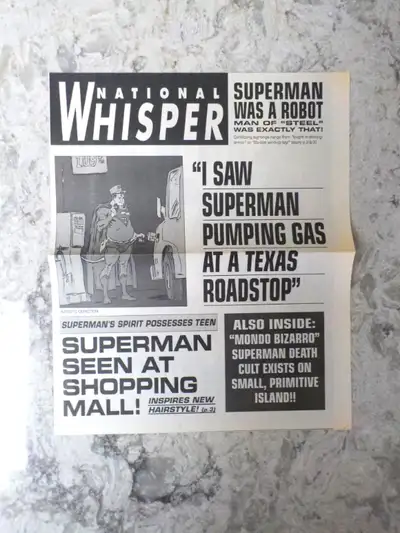 NATIONAL
WHISPER
SUPERMAN
WAS A ROBOT
MAN OF "STEEL"
WAS EXACTLY THAT!
"I SAW
SUPERMAN
PUMPING GAS
AT A TEXAS
ROADSTOP"
SUPERMAN'S SPIRIT POSSESSES TEEN
SUPERMAN
SEEN AT
SHOPPING
MALL!
INSPIRES NEW
HAIRSTYLE! (p.3)
ALSO INSIDE:
"MONDO BIZARRO"
SUPERMAN DEATH
CULT EXISTS ON
SMALL, PRIMITIVE
ISLAND!!